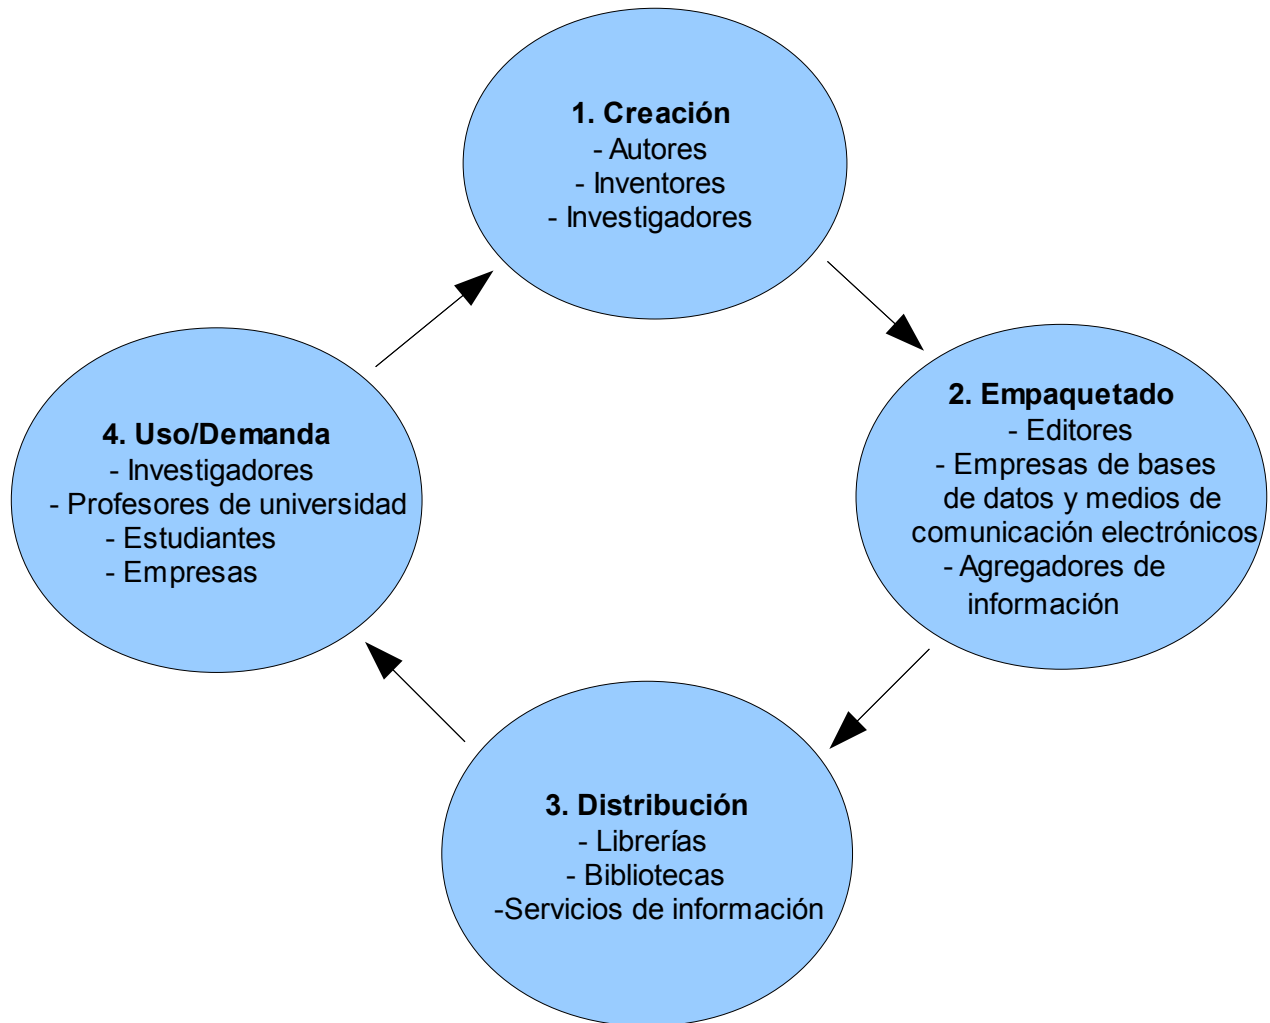 1. Creación
- Autores
- Inventores
- Investigadores
2. Empaquetado
- Editores
- Empresas de bases
de datos y medios de
comunicación electrónicos
- Agregadores de
información
3. Distribución
- Librerías
- Bibliotecas
-Servicios de información
4. Uso/Demanda
- Investigadores
- Profesores de universidad
- Estudiantes
- Empresas